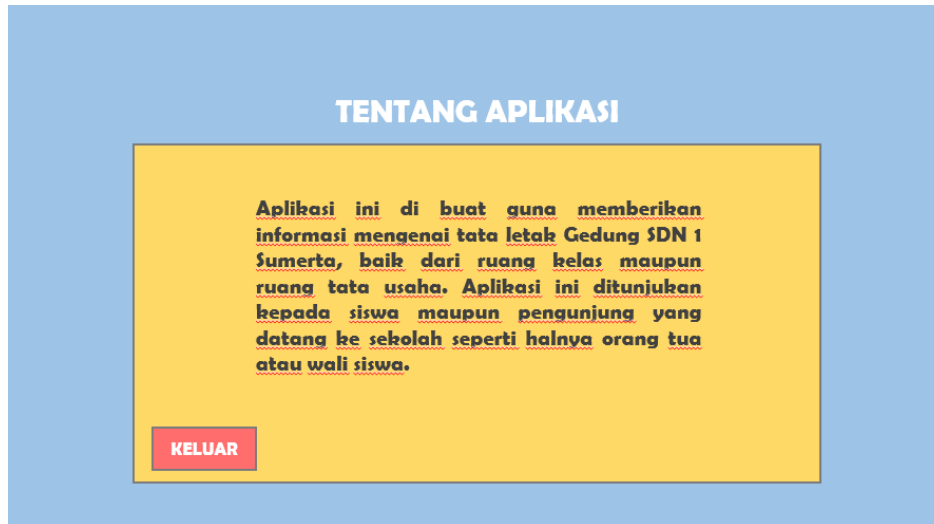 TENTANG APLIKASI
Aplikasi ini di buat guna memberikan
informasi mengenai tata letak Gedung SDN 1
Sumerta, baik dari ruang kelas maupun
ruang tata usaha. Aplikasi ini ditunjukan
kepada siswa maupun pengunjung yang
datang ke sekolah seperti halnya orang tua
atau wali siswa.
KELUAR